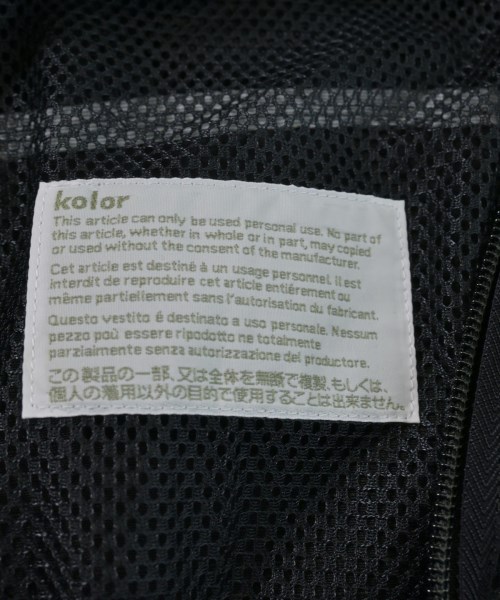 kolor
This article can only be used personal use. No part of
this article, whether in whole or in part, may copied
or used without the consent of the manufacturer.
Cet article est destiné à un usage personnel. Il est
interdit de reproduire cet article entiérement ou
même partiellement sans l'autorisation du fabricant.
Questo vestito é destinato a uso personale. Nessum
pezzo poù essere ripodotto ne totalmente
parzialmente senza autorizzazione del productore.
この製品の一部、又は全体を無断で複製、もしくは、
個人の着用以外の目的で使用することは出来ません。